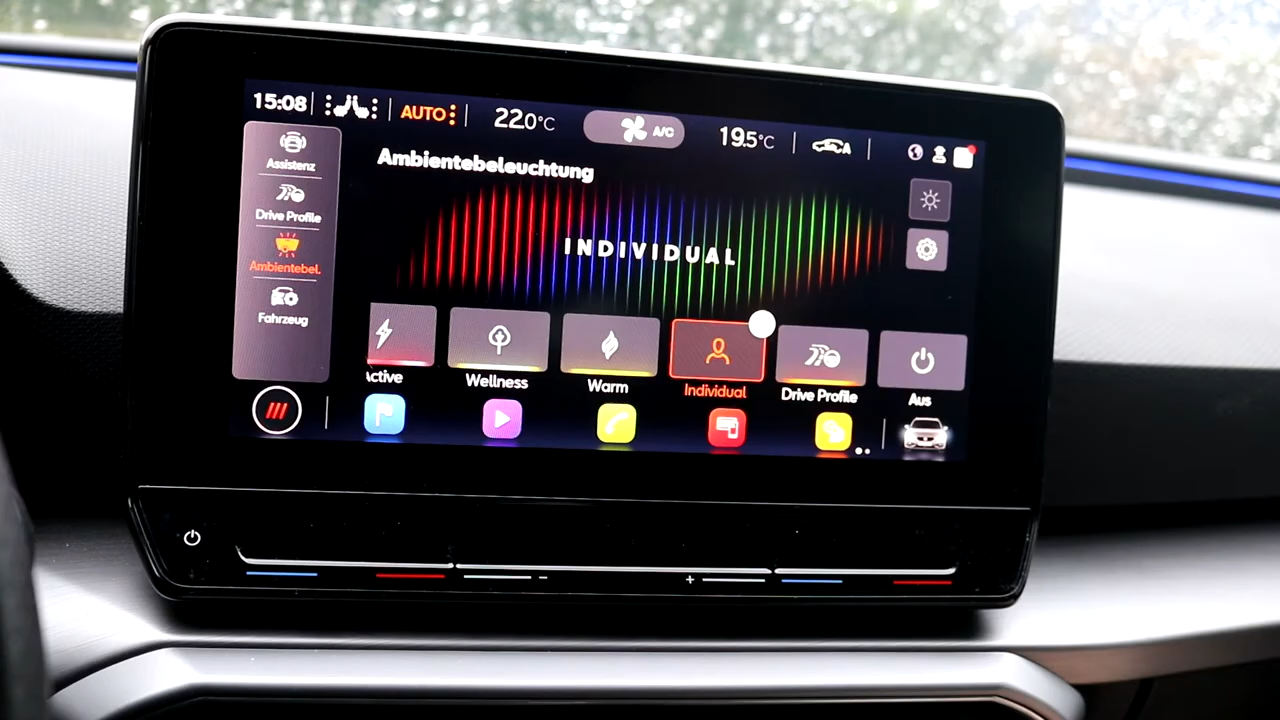 15:08 AUTO 22.0°C A/C 19.5°C A
Ambientebeleuchtung
Assistenz
Drive Profile
Ambientebel.
Fahrzeug
INDIVIDUAL
Active
Wellness
Warm
Individual
Drive Profile
Aus
- +